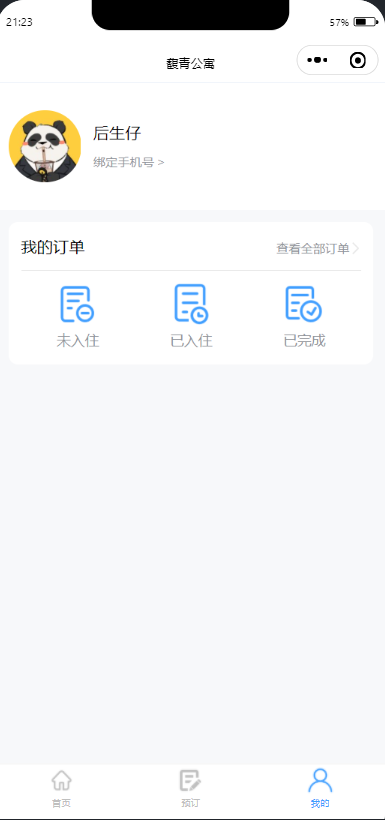 21:23
57%
馥青公寓
后生仔
绑定手机号 >
我的订单
查看全部订单
未入住
已入住
已完成
首页
预订
我的